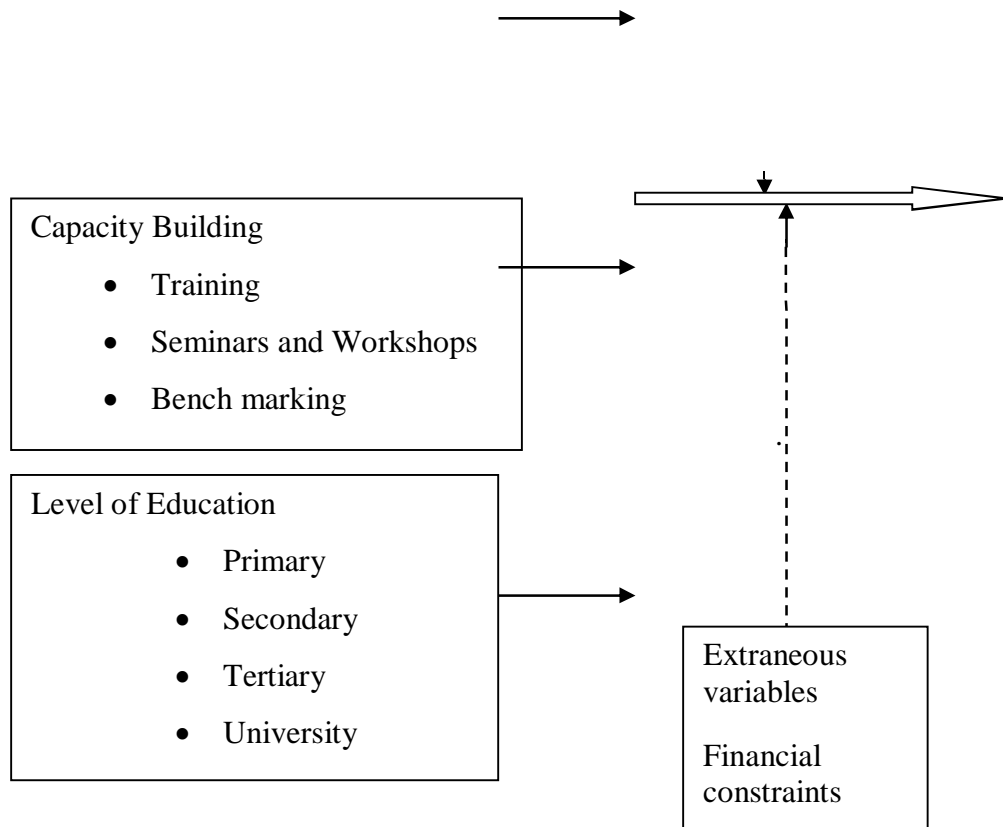 Capacity Building
• Training
• Seminars and Workshops
• Bench marking
Level of Education
• Primary
• Secondary
• Tertiary
• University
Extraneous
variables
Financial
constraints